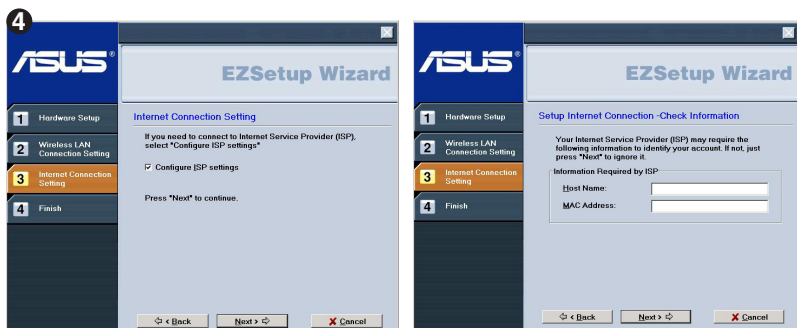 4
ASUS®
EZSetup Wizard
1 Hardware Setup
2 Wireless LAN
Connection Setting
3 Internet Connection
Setting
4 Finish
Internet Connection Setting
If you need to connect to Internet Service Provider (ISP),
select "Configure ISP settings"
Configure ISP settings
Press "Next" to continue.
< Back
Next >
Cancel
ASUS®
EZSetup Wizard
1 Hardware Setup
2 Wireless LAN
Connection Setting
3 Internet Connection
Setting
4 Finish
Setup Internet Connection -Check Information
Your Internet Service Provider (ISP) may require the
following information to identify your account. If not, just
press "Next" to ignore it.
Information Required by ISP
Host Name:
MAC Address:
< Back
Next >
Cancel